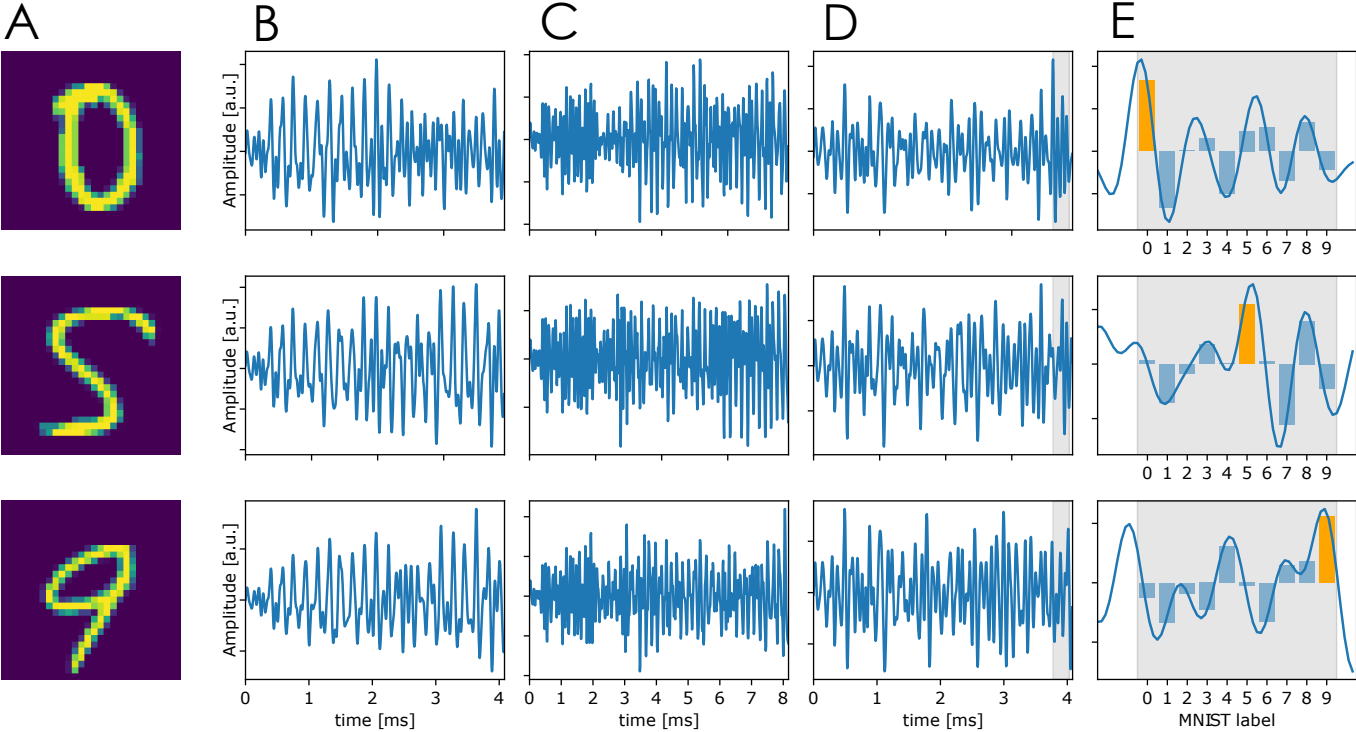 A B C D E
0
Amplitude [a.u.]
0 1 2 3 4 5 6 7 8 9
5
Amplitude [a.u.]
0 1 2 3 4 5 6 7 8 9
9
Amplitude [a.u.]
0 1 2 3 4
time [ms]
0 1 2 3 4 5 6 7 8
time [ms]
0 1 2 3 4
time [ms]
0 1 2 3 4 5 6 7 8 9
MNIST label